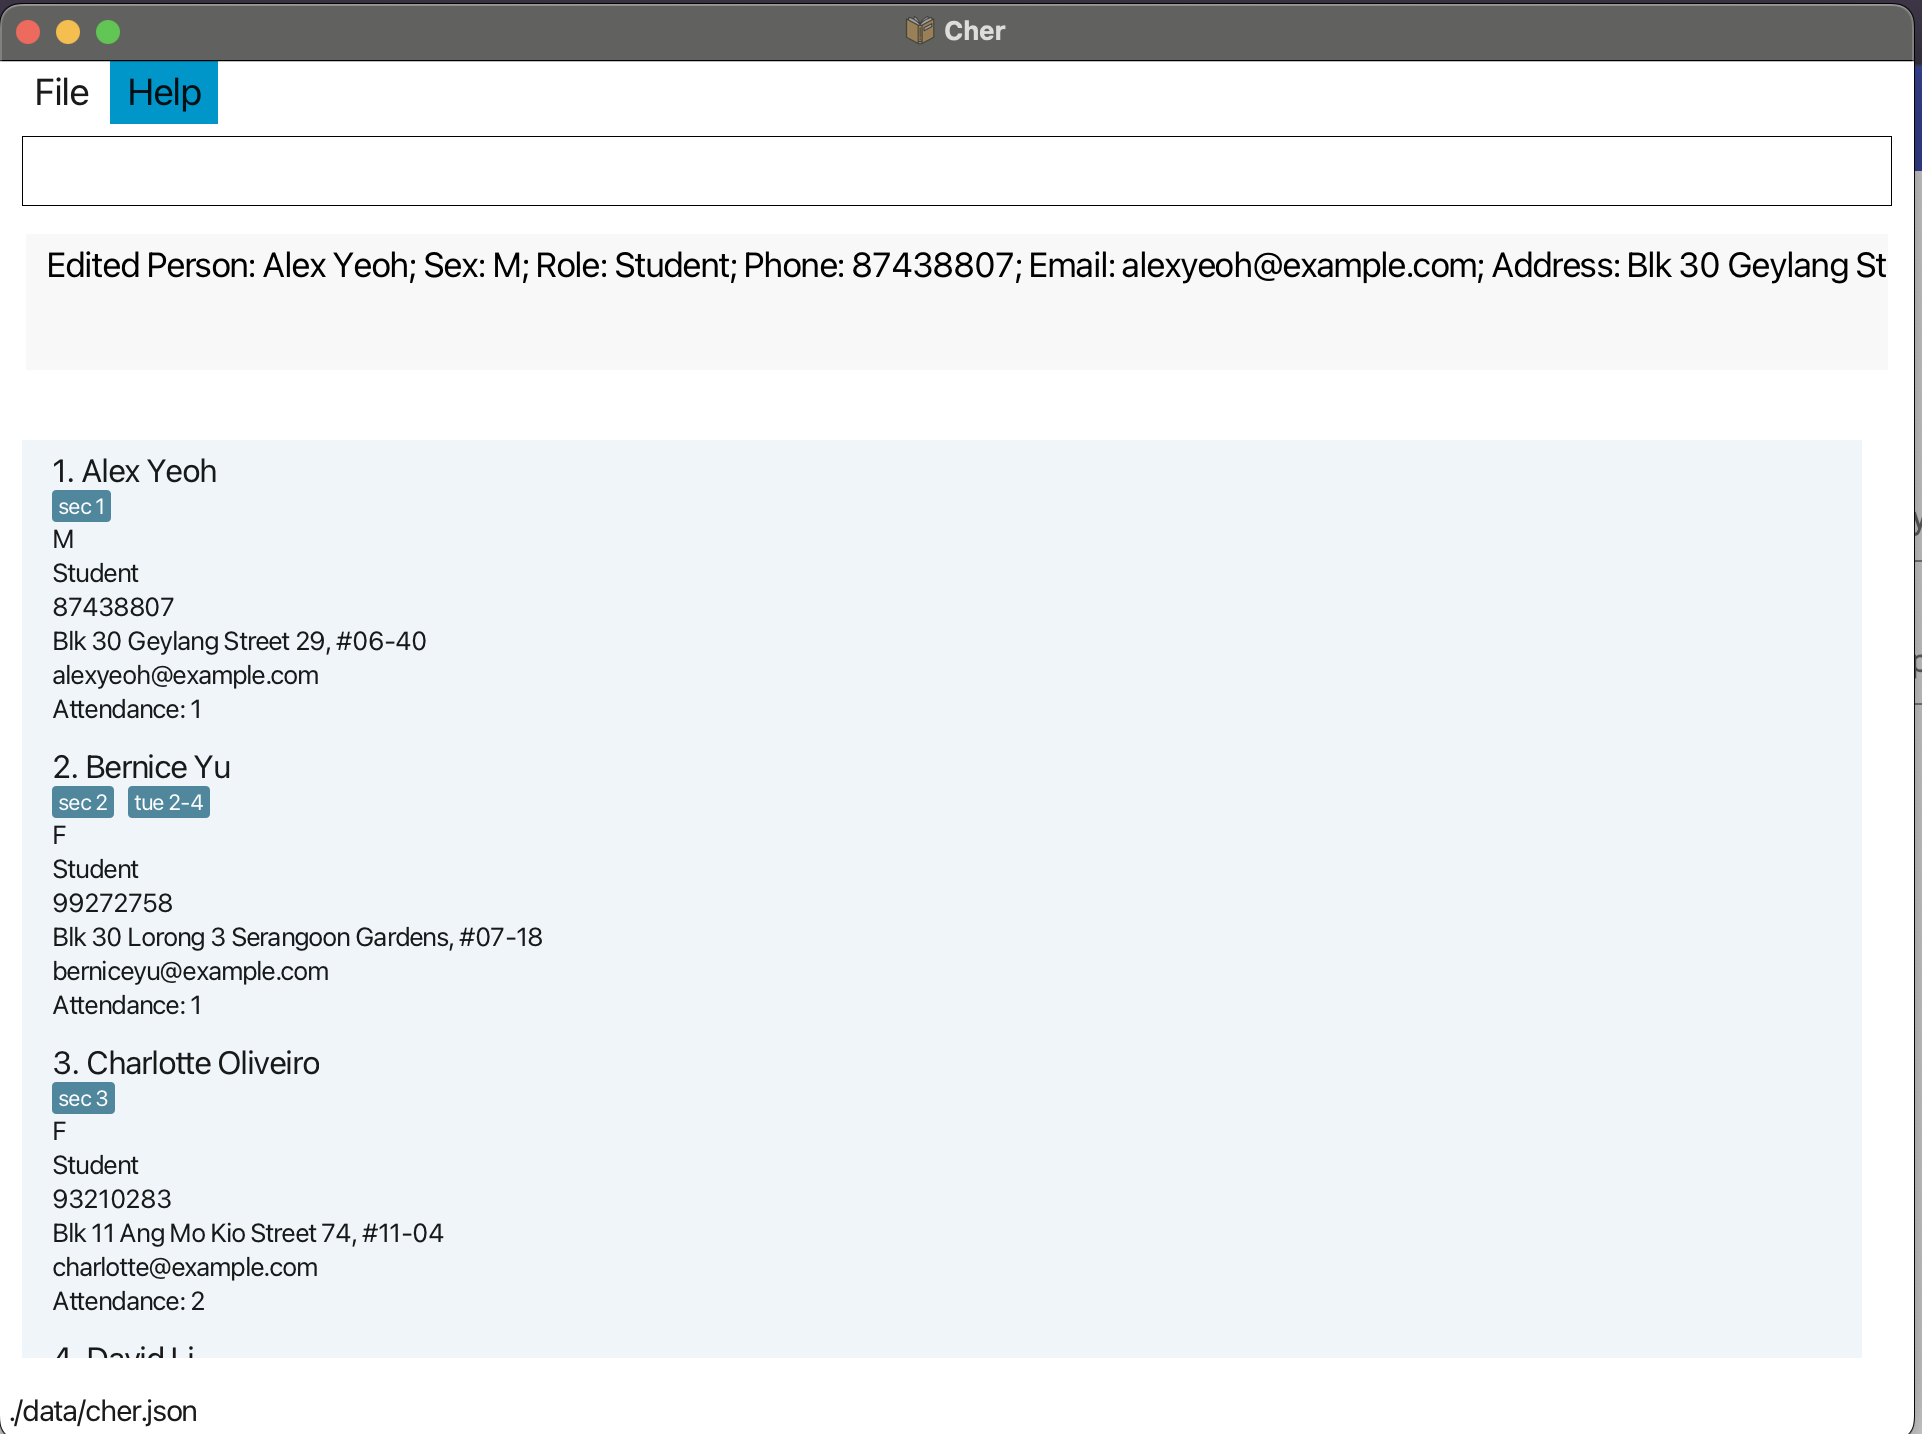 Cher
File Help
Edited Person: Alex Yeoh; Sex: M; Role: Student; Phone: 87438807; Email: alexyeoh@example.com; Address: Blk 30 Geylang St
1. Alex Yeoh
sec 1
M
Student
87438807
Blk 30 Geylang Street 29, #06-40
alexyeoh@example.com
Attendance: 1
2. Bernice Yu
sec 2 tue 2-4
F
Student
99272758
Blk 30 Lorong 3 Serangoon Gardens, #07-18
berniceyu@example.com
Attendance: 1
3. Charlotte Oliveiro
sec 3
F
Student
93210283
Blk 11 Ang Mo Kio Street 74, #11-04
charlotte@example.com
Attendance: 2
4. David Li
./data/cher.json